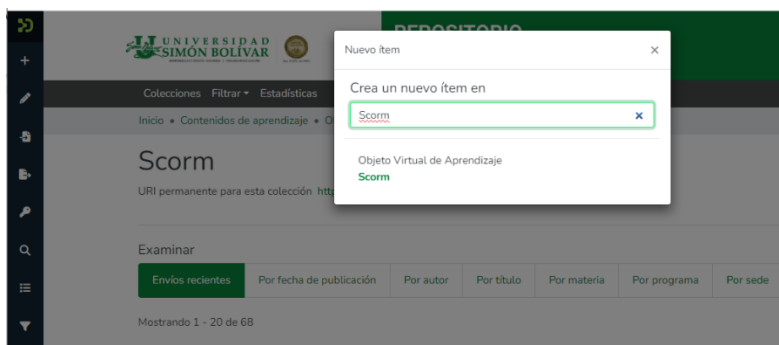 UNIVERSIDAD
SIMÓN BOLÍVAR
REPOSITORIO
Nuevo ítem
Crea un nuevo ítem en
Scorm
Objeto Virtual de Aprendizaje
Scorm
Colecciones Filtrar Estadísticas
Inicio • Contenidos de aprendizaje • O
Scorm
URI permanente para esta colección
Examinar
Envíos recientes Por fecha de publicación Por autor Por título Por materia Por programa Por sede
Mostrando 1 - 20 de 68